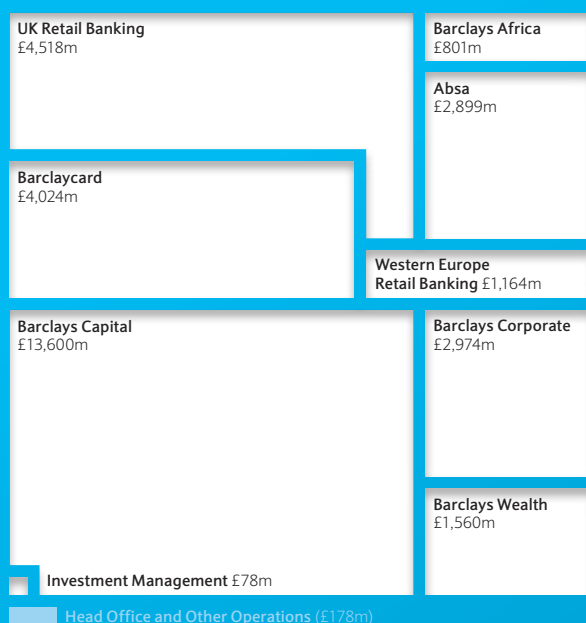 UK Retail Banking
£4,518m
Barclays Africa
£801m
Absa
£2,899m
Barclaycard
£4,024m
Western Europe
Retail Banking £1,164m
Barclays Capital
£13,600m
Barclays Corporate
£2,974m
Barclays Wealth
£1,560m
Investment Management £78m
Head Office and Other Operations (£178m)